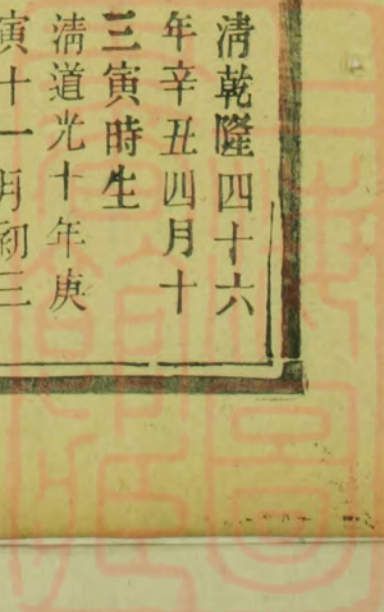 清乾隆四十六
年辛丑四月十
三寅時生
清道光十年庚
寅十一月初三